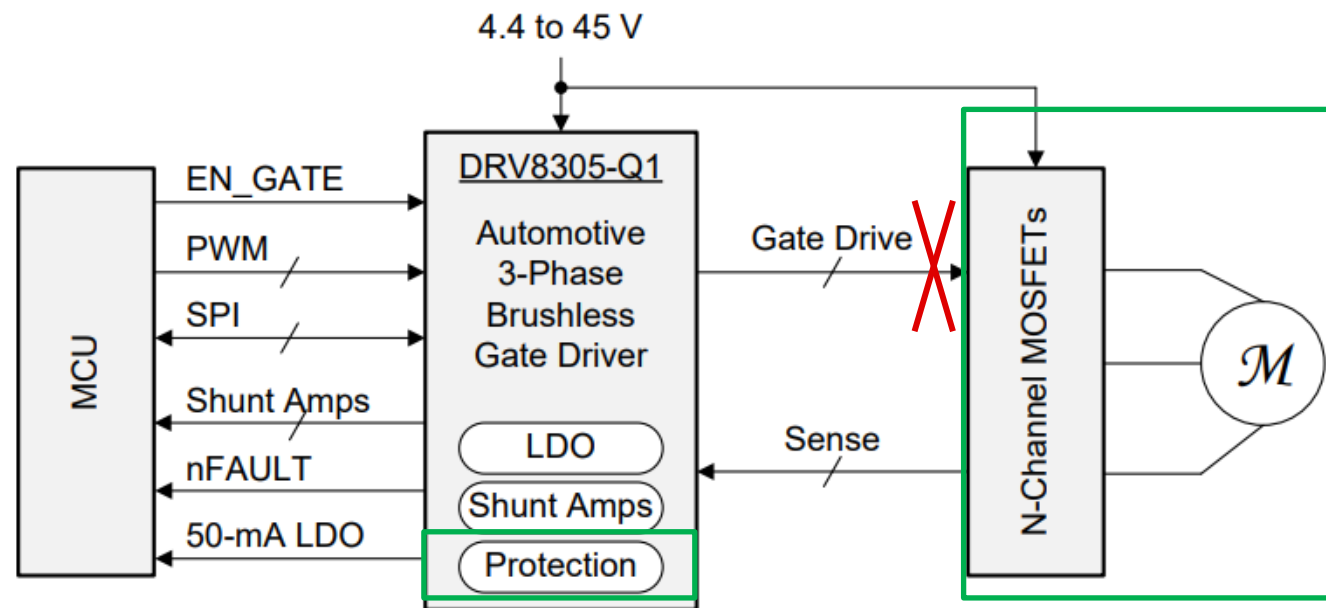 4.4 to 45 V
EN_GATE
PWM
SPI
Shunt Amps
nFAULT
50-mA LDO
MCU
DRV8305-Q1
Automotive
3-Phase
Brushless
Gate Driver
LDO
Shunt Amps
Protection
Gate Drive
Sense
N-Channel MOSFETs
M